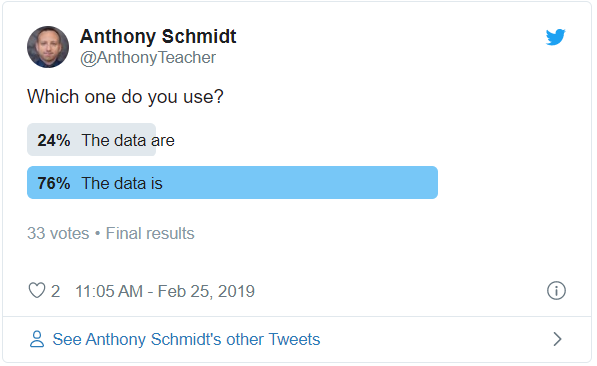 Anthony Schmidt
@AnthonyTeacher
Which one do you use?
24% The data are
76% The data is
33 votes • Final results
2 11:05 AM - Feb 25, 2019
See Anthony Schmidt's other Tweets